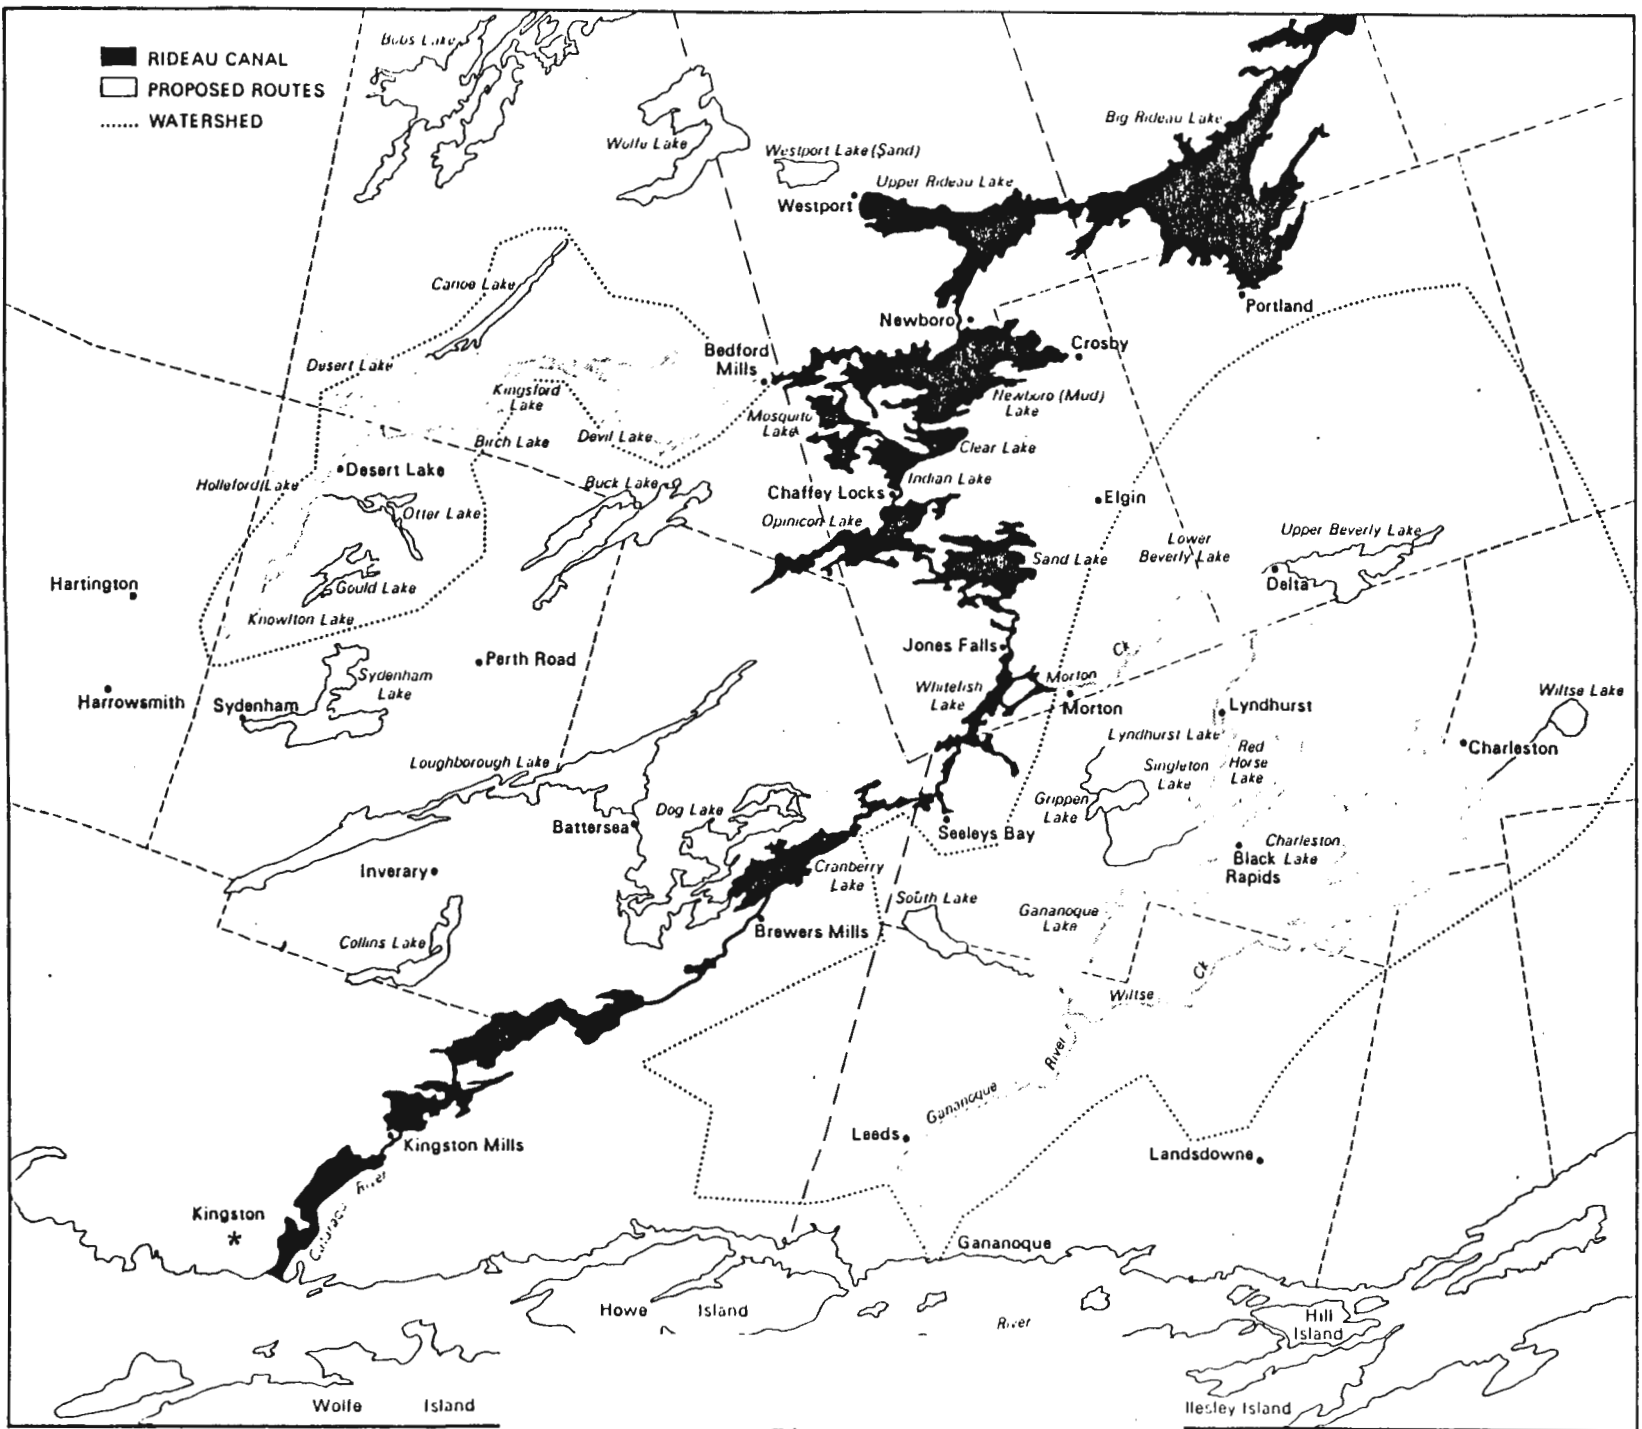 RIDEAU CANAL
PROPOSED ROUTES
WATERSHED
Bobs Lake
Wolfe Lake
Westport Lake (Sand)
Big Rideau Lake
Upper Rideau Lake
Westport
Canoe Lake
Portland
Newboro
Crosby
Bedford
Mills
Desert Lake
Kingsford
Lake
Newboro (Mud)
Lake
Mosquito
Lake
Birch Lake
Devil Lake
Clear Lake
Desert Lake
Holleford Lake
Buck Lake
Indian Lake
Chaffey Locks
Elgin
Otter Lake
Opinicon Lake
Upper Beverly Lake
Lower
Beverly Lake
Sand Lake
Hartington
Gould Lake
Delta
Knowlton Lake
Jones Falls
Ck
Perth Road
Sydenham
Lake
Morton
Whitefish
Lake
Wiltse Lake
Harrowsmith
Sydenham
Morton
Lyndhurst
Lyndhurst Lake
Red
Horse
Lake
Charleston
Loughborough Lake
Singleton
Lake
Grippen
Lake
Dog Lake
Battersea
Seeleys Bay
Charleston
Lake
Black
Rapids
Inverary
Cranberry
Lake
South Lake
Gananoque
Lake
Brewers Mills
Collins Lake
Ck
Wiltse
River
Gananoque
Leeds
Kingston Mills
Landsdowne
River
Cataraqui
Kingston
Gananoque
Howe Island
River
Hill
Island
Wolfe Island
llesley Island